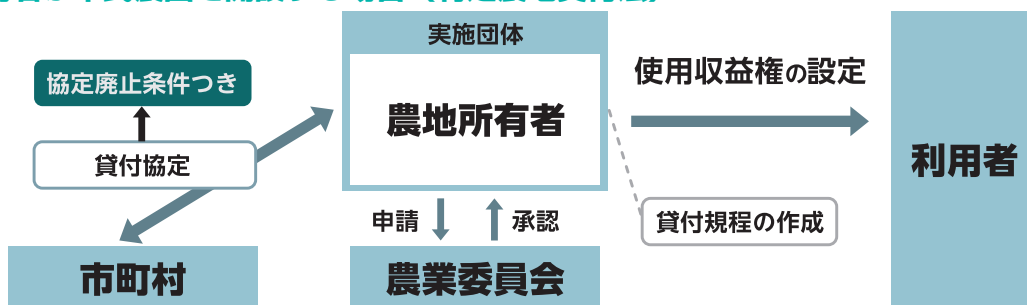 実施団体
協定廃止条件つき
農地所有者
使用収益権の設定
利用者
貸付協定
申請
承認
貸付規程の作成
市町村
農業委員会